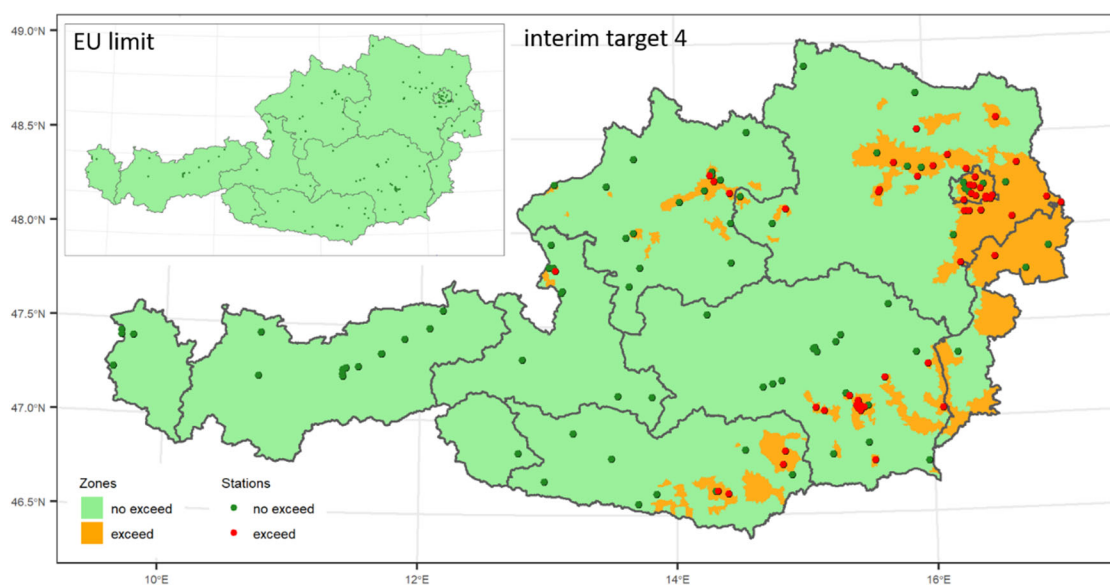 EU limit
interim target 4
49.0°N
48.5°N
48.0°N
47.5°N
47.0°N
46.5°N
Zones
no exceed
exceed
Stations
no exceed
exceed
10°E
12°E
14°E
16°E